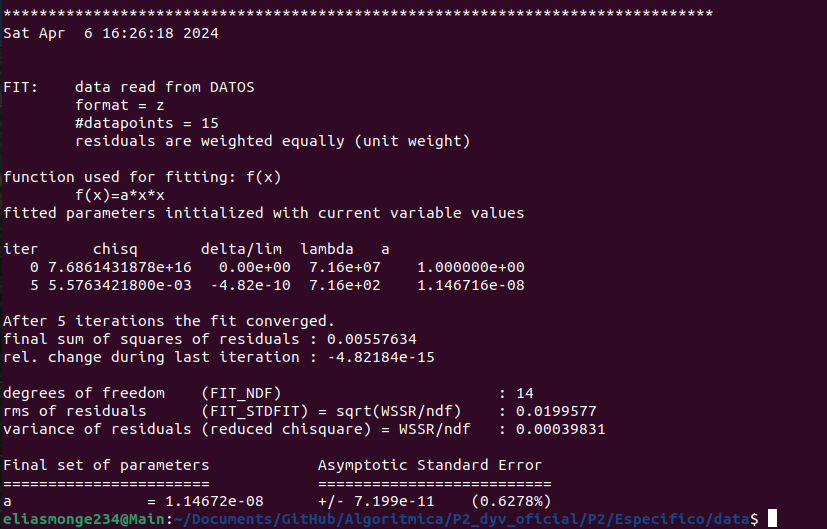 *******************************************************************************
Sat Apr  6 16:26:18 2024
FIT:    data read from DATOS
        format = z
        #datapoints = 15
        residuals are weighted equally (unit weight)
function used for fitting: f(x)
        f(x)=a*x*x
fitted parameters initialized with current variable values
iter      chisq       delta/lim  lambda   a
   0 7.6861431878e+16   0.00e+00  7.16e+07    1.000000e+00
   5 5.5763421800e-03  -4.82e-10  7.16e+02    1.146716e-08
After 5 iterations the fit converged.
final sum of squares of residuals : 0.00557634
rel. change during last iteration : -4.82184e-15
degrees of freedom    (FIT_NDF)                        : 14
rms of residuals      (FIT_STDFIT) = sqrt(WSSR/ndf)    : 0.0199577
variance of residuals (reduced chisquare) = WSSR/ndf   : 0.00039831
Final set of parameters            Asymptotic Standard Error
=======================            ==========================
a               = 1.14672e-08      +/- 7.199e-11    (0.6278%)
eliasmonge234@Main:~/Documents/GitHub/Algoritmica/P2_dyv_oficial/P2/Especifico/data$